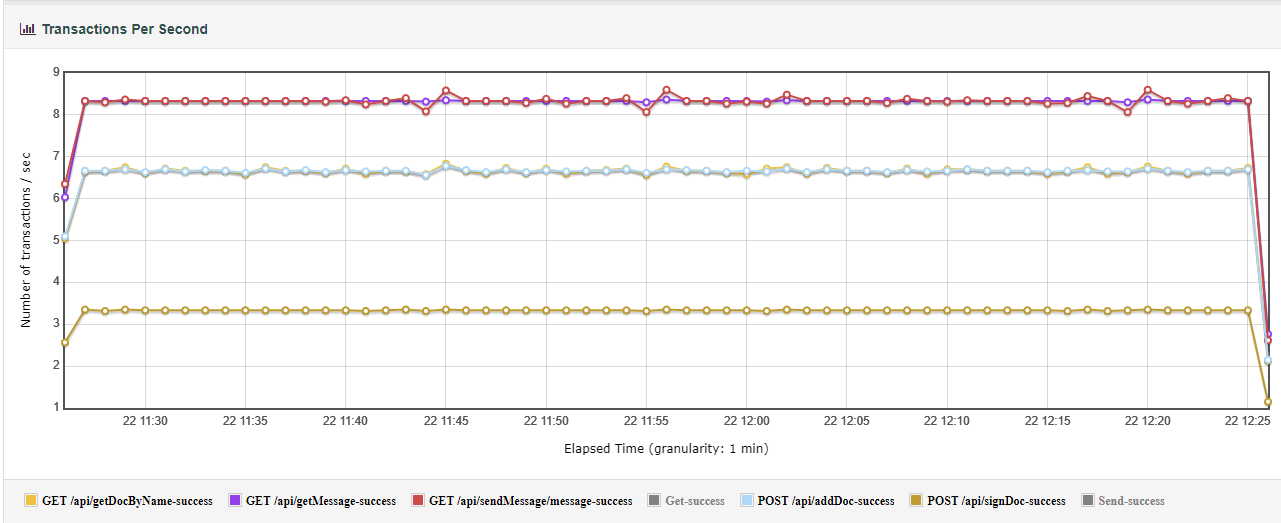 Transactions Per Second
9
8
7
6
5
4
3
2
1
Number of transactions / sec
22 11:30 22 11:35 22 11:40 22 11:45 22 11:50 22 11:55 22 12:00 22 12:05 22 12:10 22 12:15 22 12:20 22 12:25
Elapsed Time (granularity: 1 min)
GET /api/getDocByName-success GET /api/getMessage-success GET /api/sendMessage/message-success Get-success POST /api/addDoc-success POST /api/signDoc-success Send-success